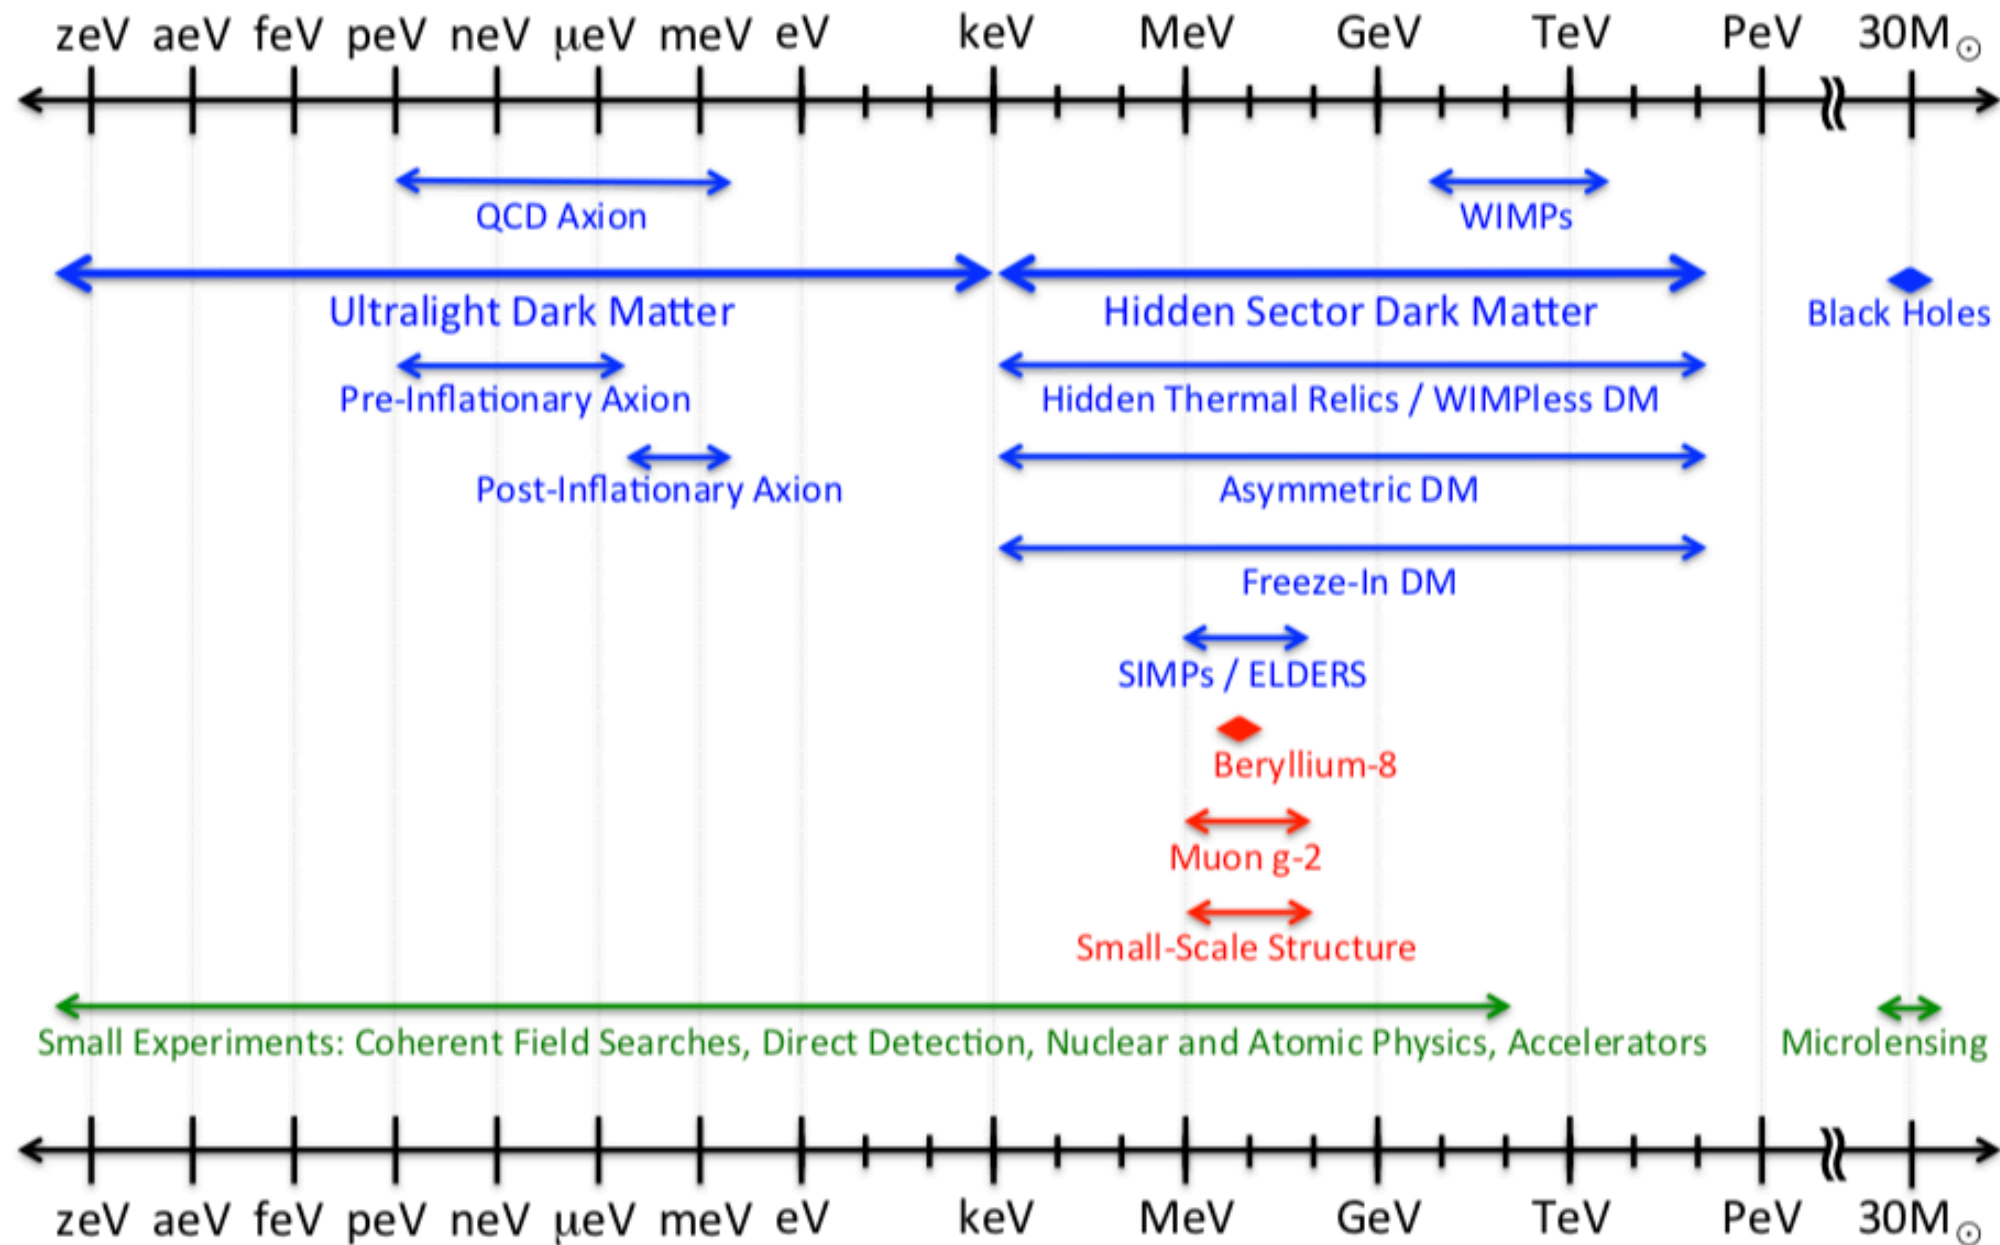 zeV aeV feV peV neV μeV meV eV keV MeV GeV TeV PeV 30M☉
QCD Axion WIMPs
Ultralight Dark Matter Hidden Sector Dark Matter Black Holes
Pre-Inflationary Axion Hidden Thermal Relics / WIMPless DM
Post-Inflationary Axion Asymmetric DM
Freeze-In DM
SIMPs / ELDERS
Beryllium-8
Muon g-2
Small-Scale Structure
Small Experiments: Coherent Field Searches, Direct Detection, Nuclear and Atomic Physics, Accelerators Microlensing
zeV aeV feV peV neV μeV meV eV keV MeV GeV TeV PeV 30M☉